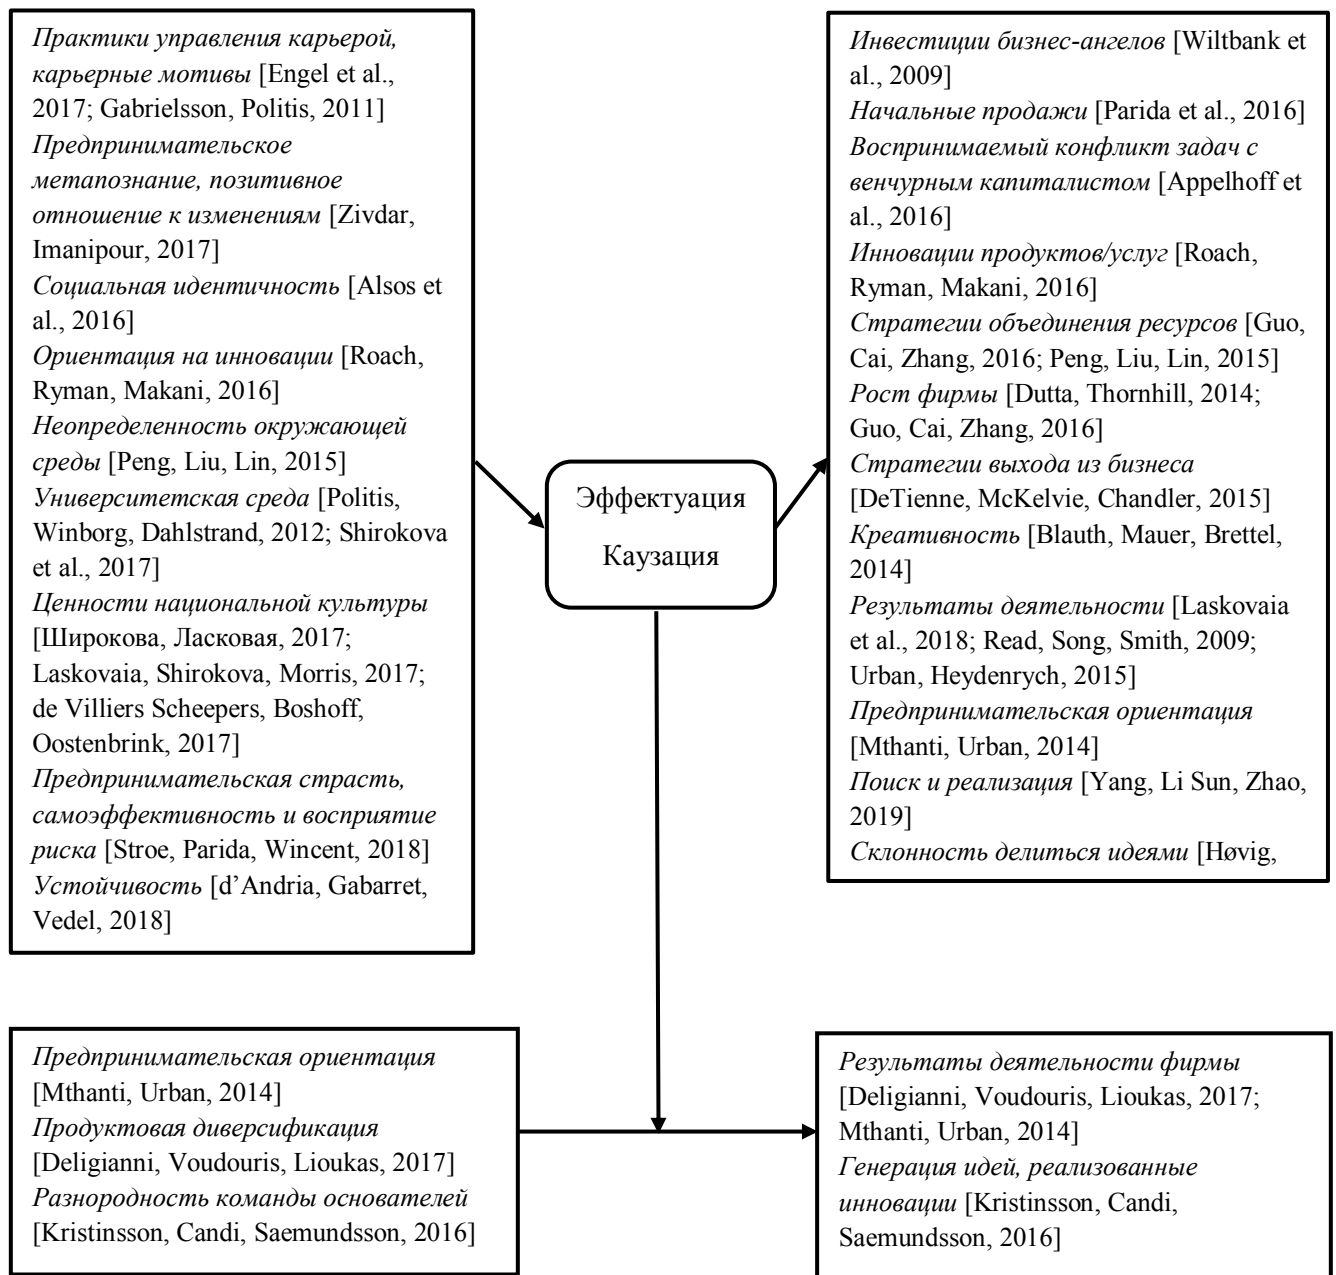 Практики управления карьерой,
карьерные мотивы [Engel et al.,
2017; Gabrielsson, Politis, 2011]
Предпринимательское
метапознание, позитивное
отношение к изменениям [Zivdar,
Imanipour, 2017]
Социальная идентичность [Alsos et
al., 2016]
Ориентация на инновации [Roach,
Ryman, Makani, 2016]
Неопределенность окружающей
среды [Peng, Liu, Lin, 2015]
Университетская среда [Politis,
Winborg, Dahlstrand, 2012; Shirokova
et al., 2017]
Ценности национальной культуры
[Широкова, Ласковая, 2017;
Laskovaia, Shirokova, Morris, 2017;
de Villiers Scheepers, Boshoff,
Oostenbrink, 2017]
Предпринимательская страсть,
самоэффективность и восприятие
риска [Stroe, Parida, Wincent, 2018]
Устойчивость [d’Andria, Gabarret,
Vedel, 2018]
Эффектуация
Каузация
Инвестиции бизнес-ангелов [Wiltbank et
al., 2009]
Начальные продажи [Parida et al., 2016]
Воспринимаемый конфликт задач с
венчурным капиталистом [Appelhoff et
al., 2016]
Инновации продуктов/услуг [Roach,
Ryman, Makani, 2016]
Стратегии объединения ресурсов [Guo,
Cai, Zhang, 2016; Peng, Liu, Lin, 2015]
Рост фирмы [Dutta, Thornhill, 2014;
Guo, Cai, Zhang, 2016]
Стратегии выхода из бизнеса
[DeTienne, McKelvie, Chandler, 2015]
Креативность [Blauth, Mauer, Brettel,
2014]
Результаты деятельности [Laskovaia
et al., 2018; Read, Song, Smith, 2009;
Urban, Heydenrych, 2015]
Предпринимательская ориентация
[Mthanti, Urban, 2014]
Поиск и реализация [Yang, Li Sun, Zhao,
2019]
Склонность делиться идеями [Høvig,
Предпринимательская ориентация
[Mthanti, Urban, 2014]
Продуктовая диверсификация
[Deligianni, Voudouris, Lioukas, 2017]
Разнородность команды основателей
[Kristinsson, Candi, Saemundsson, 2016]
Результаты деятельности фирмы
[Deligianni, Voudouris, Lioukas, 2017;
Mthanti, Urban, 2014]
Генерация идей, реализованные
инновации [Kristinsson, Candi,
Saemundsson, 2016]